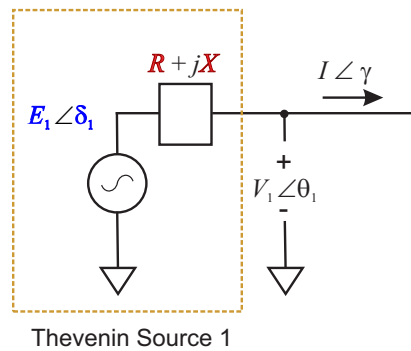 R + jX
I ∠ γ
E₁∠δ₁
+
V₁∠θ₁
-
Thevenin Source 1